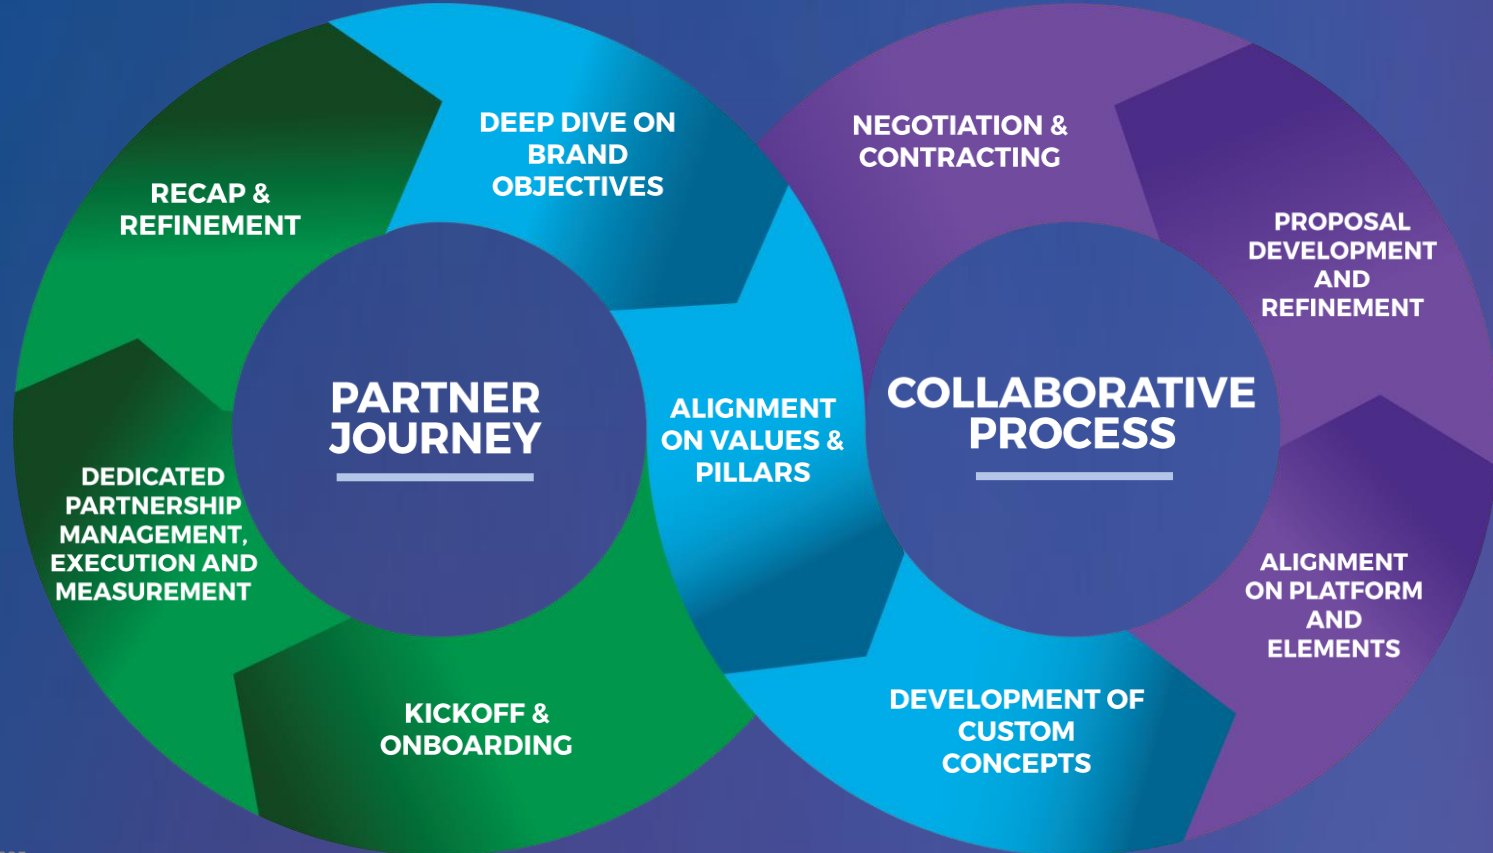 DEEP DIVE ON
BRAND
OBJECTIVES
NEGOTIATION &
CONTRACTING
RECAP &
REFINEMENT
PROPOSAL
DEVELOPMENT
AND
REFINEMENT
PARTNER
JOURNEY
ALIGNMENT
ON VALUES &
PILLARS
COLLABORATIVE
PROCESS
DEDICATED
PARTNERSHIP
MANAGEMENT,
EXECUTION AND
MEASUREMENT
ALIGNMENT
ON PLATFORM
AND
ELEMENTS
KICKOFF &
ONBOARDING
DEVELOPMENT OF
CUSTOM
CONCEPTS